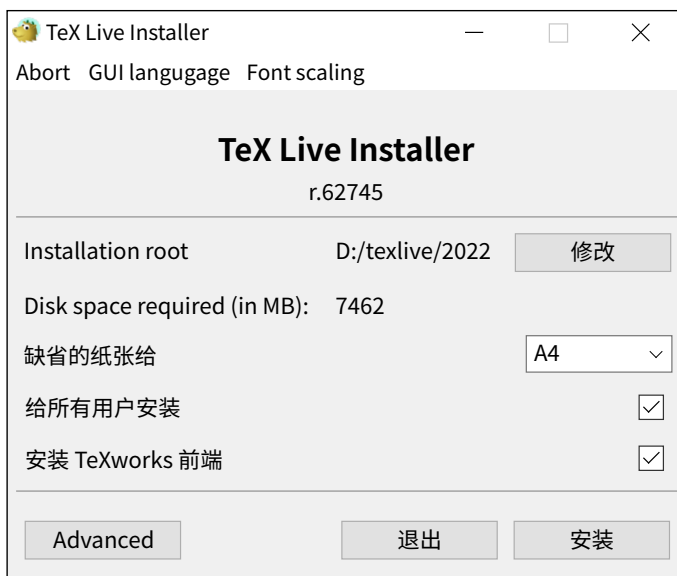 TeX Live Installer
Abort GUI langugage Font scaling
TeX Live Installer
r.62745
Installation root D:/texlive/2022 修改
Disk space required (in MB): 7462
缺省的纸张给 A4
给所有用户安装
安装 TeXworks 前端
Advanced 退出 安装